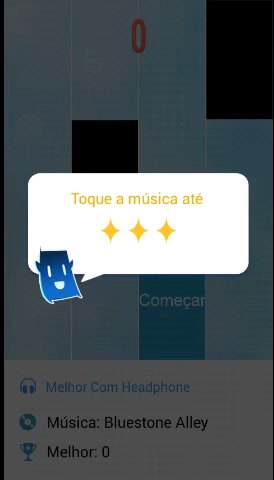 0
Toque a música até
Começar
Melhor Com Headphone
Música: Bluestone Alley
Melhor: 0